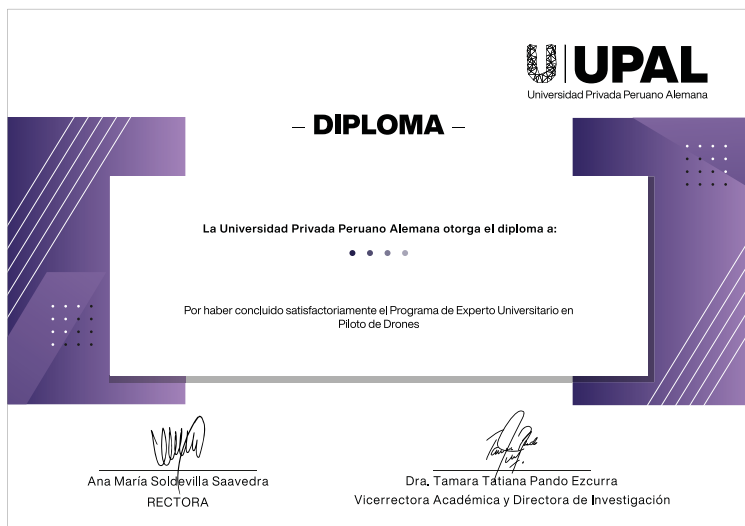 UPAL
Universidad Privada Peruano Alemana
– DIPLOMA –
La Universidad Privada Peruano Alemana otorga el diploma a:
Por haber concluido satisfactoriamente el Programa de Experto Universitario en
Piloto de Drones
Ana María Soldevilla Saavedra
RECTORA
Dra. Tamara Tatiana Pando Ezcurra
Vicerrectora Académica y Directora de Investigación